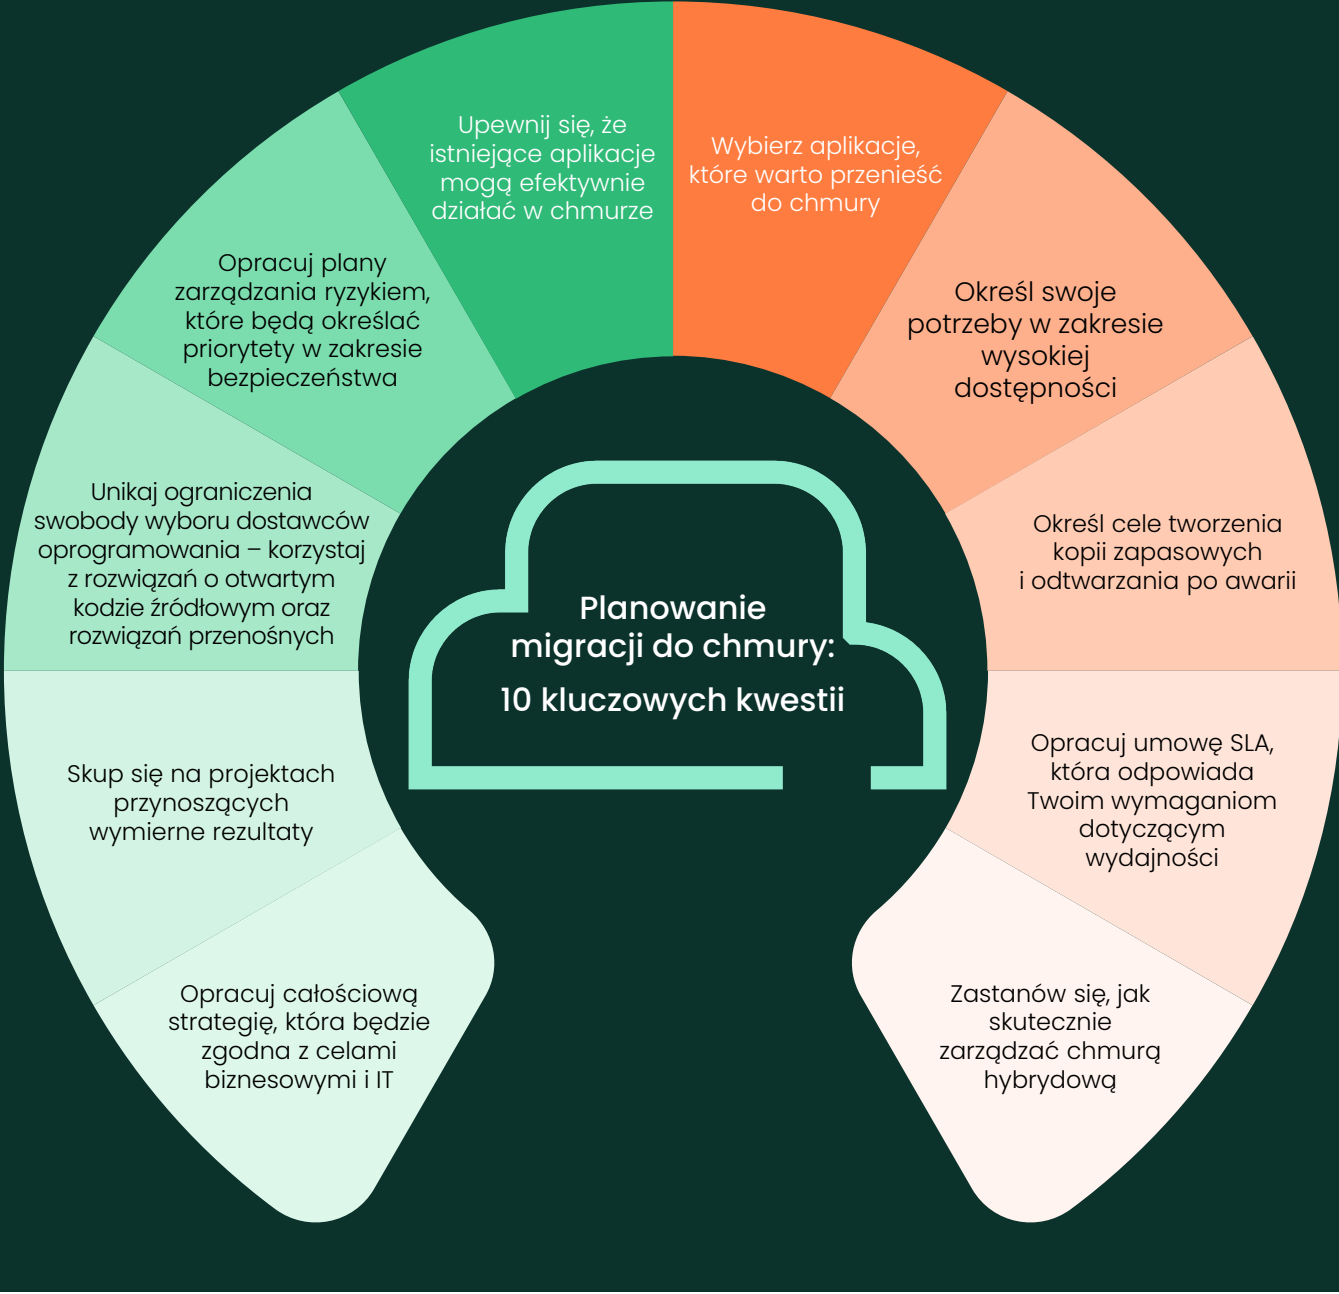 Planowanie
migracji do chmury:
10 kluczowych kwestii
Opracuj całościową
strategię, która będzie
zgodna z celami
biznesowymi i IT
Skup się na projektach
przynoszących
wymierne rezultaty
Unikaj ograniczenia
swobody wyboru dostawców
oprogramowania – korzystaj
z rozwiązań o otwartym
kodzie źródłowym oraz
rozwiązań przenośnych
Opracuj plany
zarządzania ryzykiem,
które będą określać
priorytety w zakresie
bezpieczeństwa
Upewnij się, że
istniejące aplikacje
mogą efektywnie
działać w chmurze
Wybierz aplikacje,
które warto przenieść
do chmury
Określ swoje
potrzeby w zakresie
wysokiej
dostępności
Określ cele tworzenia
kopii zapasowych
i odtwarzania po awarii
Opracuj umowę SLA,
która odpowiada
Twoim wymaganiom
dotyczącym
wydajności
Zastanów się, jak
skutecznie
zarządzać chmurą
hybrydową